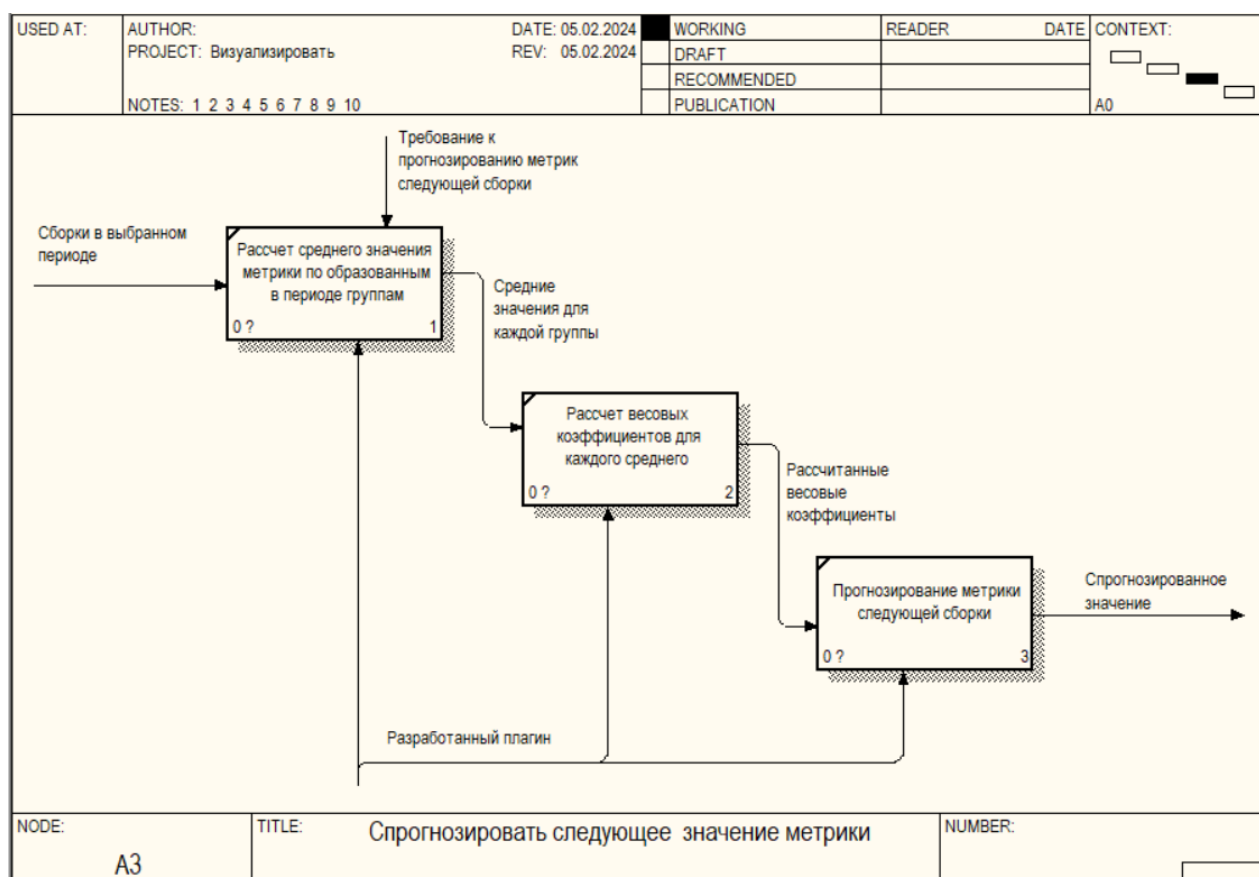 USED AT:
AUTHOR:
DATE: 05.02.2024
PROJECT: Визуализировать
REV: 05.02.2024
NOTES: 1 2 3 4 5 6 7 8 9 10
WORKING
DRAFT
RECOMMENDED
PUBLICATION
READER
DATE
CONTEXT:
A0
Требование к
прогнозированию метрик
следующей сборки
Сборки в выбранном
периоде
Рассчет среднего значения
метрики по образованным
в периоде группам
0 ?
1
Средние
значения для
каждой группы
Рассчет весовых
коэффициентов для
каждого среднего
0 ?
2
Рассчитанные
весовые
коэффициенты
Прогнозирование метрики
следующей сборки
0 ?
3
Спрогнозированное
значение
Разработанный плагин
NODE:
A3
TITLE:
Спрогнозировать следующее значение метрики
NUMBER: